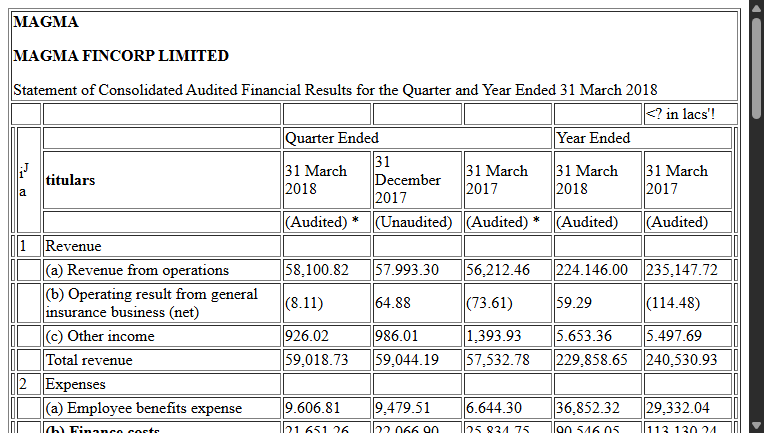 MAGMA
MAGMA FINCORP LIMITED
Statement of Consolidated Audited Financial Results for the Quarter and Year Ended 31 March 2018
<? in lacs'!
Quarter Ended Year Ended
iJ a titulars 31 March 2018 31 December 2017 31 March 2017 31 March 2018 31 March 2017
(Audited) * (Unaudited) (Audited) * (Audited) (Audited)
1 Revenue
(a) Revenue from operations 58,100.82 57.993.30 56,212.46 224.146.00 235,147.72
(b) Operating result from general insurance business (net) (8.11) 64.88 (73.61) 59.29 (114.48)
(c) Other income 926.02 986.01 1,393.93 5.653.36 5.497.69
Total revenue 59,018.73 59,044.19 57,532.78 229,858.65 240,530.93
2 Expenses
(a) Employee benefits expense 9.606.81 9,479.51 6.644.30 36,852.32 29,332.04
(b) Finance costs 21,651.26 22,066.90 25,834.75 90,546.05 113,130.24